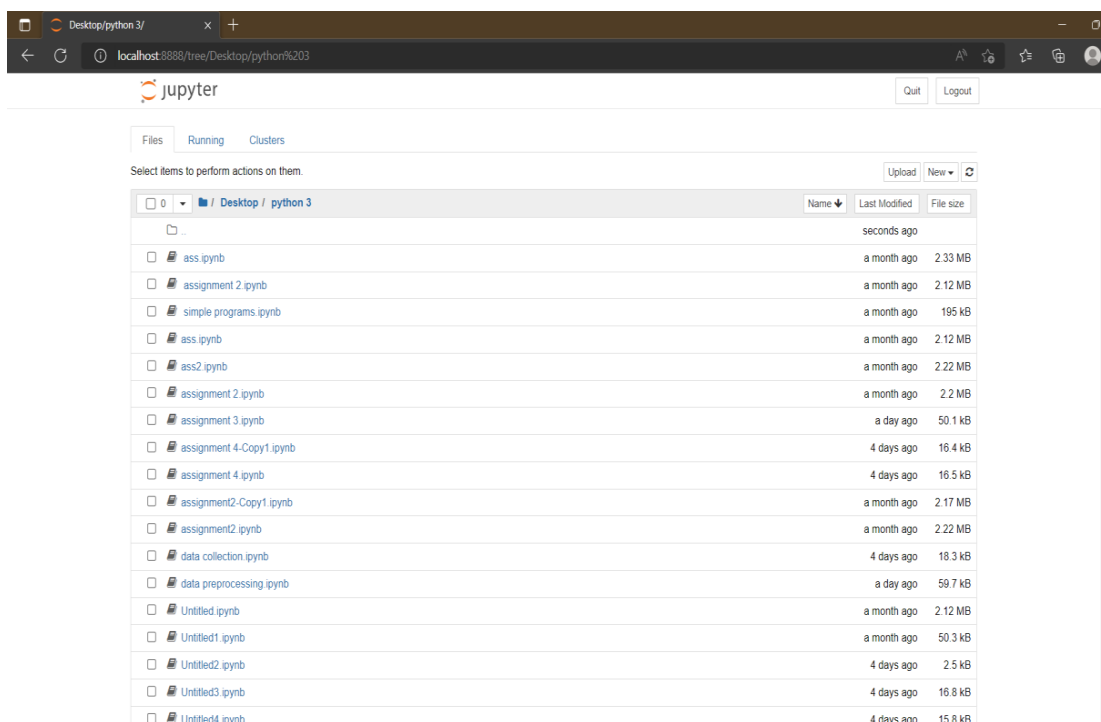 Desktop/python 3/
localhost:8888/tree/Desktop/python%203
jupyter
Quit Logout
Files Running Clusters
Select items to perform actions on them.
Upload New
0 / Desktop / python 3 Name Last Modified File size
.. seconds ago
ass.ipynb a month ago 2.33 MB
assignment 2.ipynb a month ago 2.12 MB
simple programs.ipynb a month ago 195 kB
ass.ipynb a month ago 2.12 MB
ass2.ipynb a month ago 2.22 MB
assignment 2.ipynb a month ago 2.2 MB
assignment 3.ipynb a day ago 50.1 kB
assignment 4-Copy1.ipynb 4 days ago 16.4 kB
assignment 4.ipynb 4 days ago 16.5 kB
assignment2-Copy1.ipynb a month ago 2.17 MB
assignment2.ipynb a month ago 2.22 MB
data collection.ipynb 4 days ago 18.3 kB
data preprocessing.ipynb a day ago 59.7 kB
Untitled.ipynb a month ago 2.12 MB
Untitled1.ipynb a month ago 50.3 kB
Untitled2.ipynb 4 days ago 2.5 kB
Untitled3.ipynb 4 days ago 16.8 kB
Untitled4.ipynb 4 days ago 15.8 kB